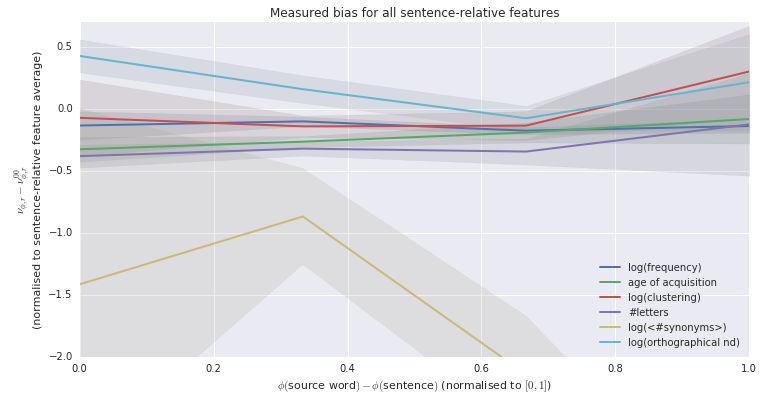 Measured bias for all sentence-relative features
0.5
0.0
−0.5
−1.0
−1.5
−2.0
0.0
0.2
0.4
0.6
0.8
1.0
ν_{ϕ,r} − ν_{ϕ,r}^{00}
(normalised to sentence-relative feature average)
ϕ(source word) − ϕ(sentence) (normalised to [0, 1])
log(frequency)
age of acquisition
log(clustering)
#letters
log(<#synonyms>)
log(orthographical nd)